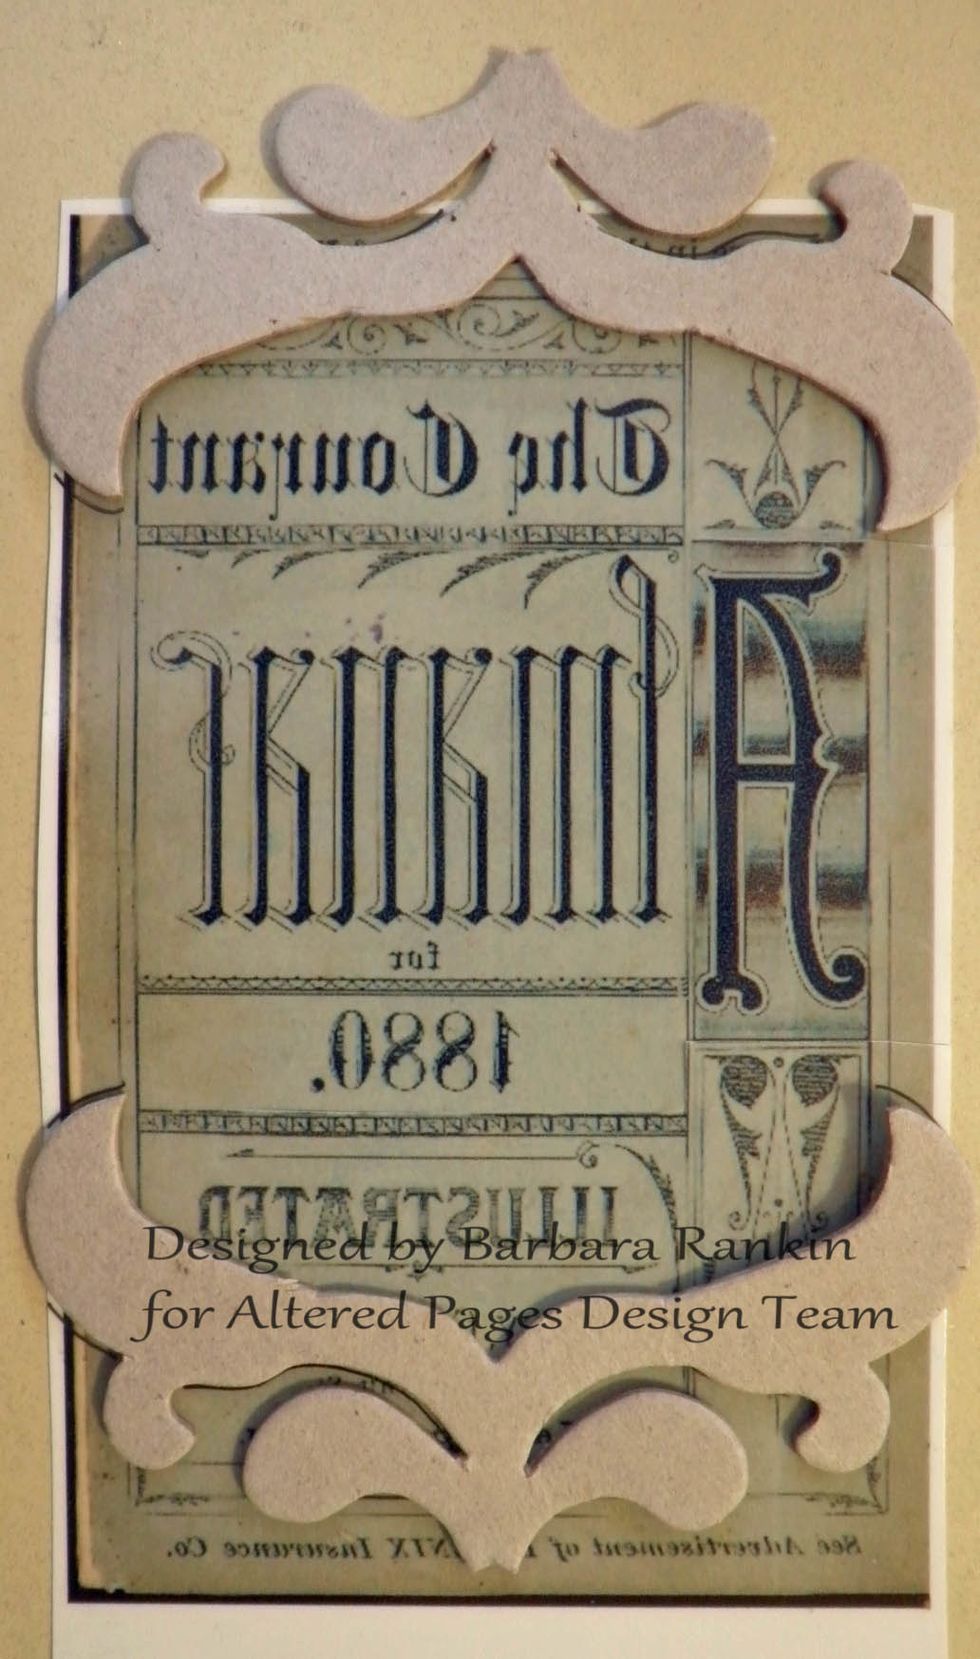 The Courant
Almanac
for
1880.
ILLUSTRATED
Designed by Barbara Rankin
for Altered Pages Design Team
See Advertisement of Insurance Co.